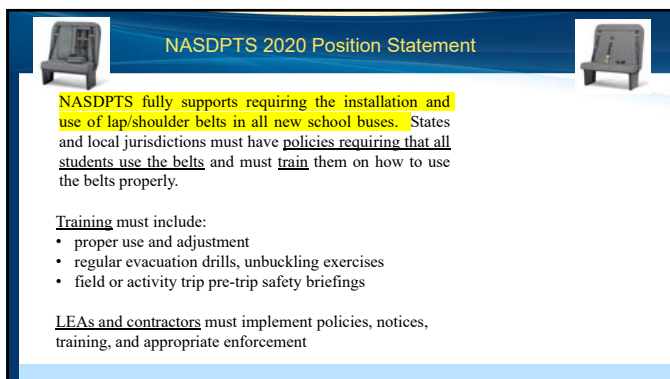 NASDPTS 2020 Position Statement
NASDPTS fully supports requiring the installation and
use of lap/shoulder belts in all new school buses. States
and local jurisdictions must have policies requiring that all
students use the belts and must train them on how to use
the belts properly.
Training must include:
• proper use and adjustment
• regular evacuation drills, unbuckling exercises
• field or activity trip pre-trip safety briefings
LEAs and contractors must implement policies, notices,
training, and appropriate enforcement